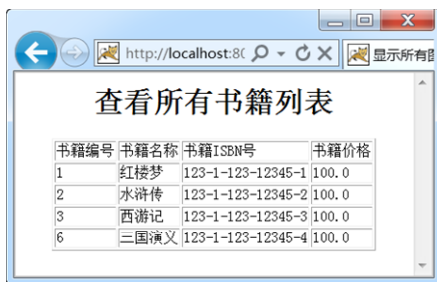 http://localhost:8(
显示所有图
查看所有书籍列表
书籍编号 书籍名称 书籍ISBN号 书籍价格
1 红楼梦 123-1-123-12345-1 100.0
2 水浒传 123-1-123-12345-2 100.0
3 西游记 123-1-123-12345-3 100.0
6 三国演义 123-1-123-12345-4 100.0